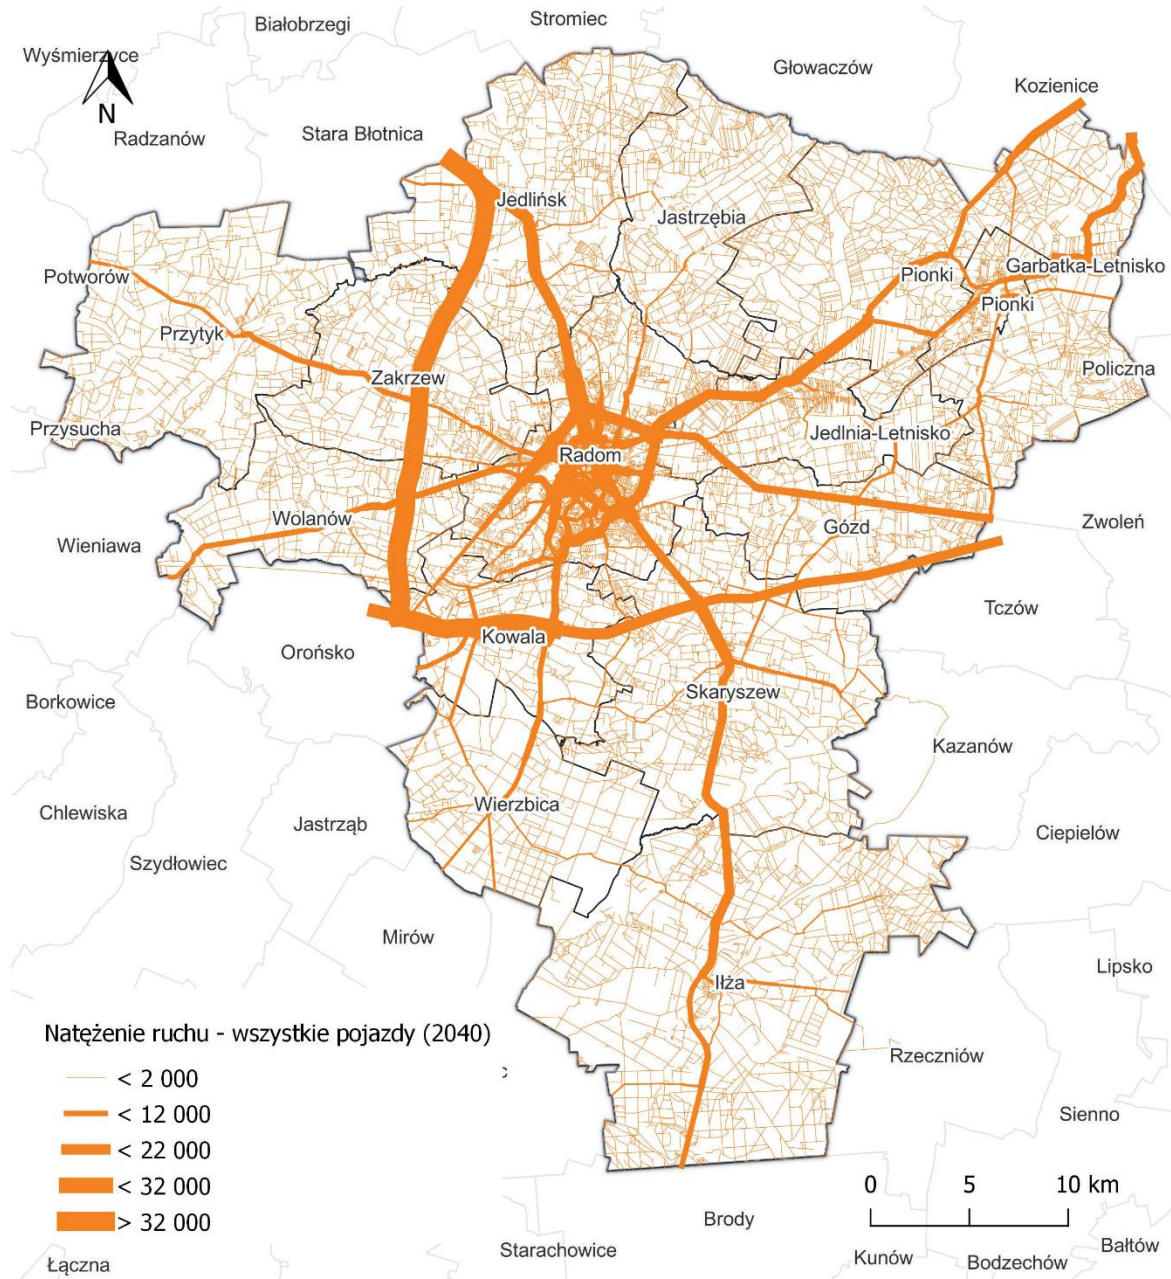 Stromiec
Białobrzegi
Wyśmierzyce
Głowaczów
Kozienice
N
Radzanów
Stara Błotnica
Jedlińsk
Jastrzębia
Potworów
Pionki
Garbatka-Letnisko
Pionki
Przytyk
Zakrzew
Policzna
Przysucha
Jedlnia-Letnisko
Radom
Wolanów
Gózd
Zwoleń
Wieniawa
Tczów
Orońsko
Kowala
Skaryszew
Borkowice
Kazanów
Wierzbica
Chlewiska
Jastrząb
Ciepielów
Szydłowiec
Mirów
Lipsko
Iłża
Natężenie ruchu - wszystkie pojazdy (2040)
Rzeczniów
c
< 2 000
< 12 000
Sienno
< 22 000
< 32 000
> 32 000
0 5 10 km
Brody
Starachowice
Bałtów
Łączna
Kunów
Bodzechów